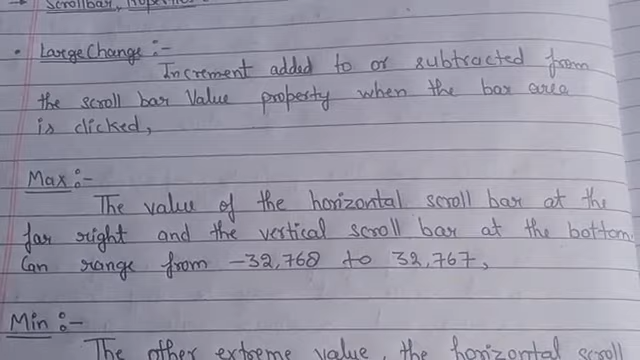 → Scrollbar Properties
• LargeChange :-
Increment added to or subtracted from
the scroll bar Value property when the bar area
is clicked,
Max :-
The value of the horizontal scroll bar at the
far right and the vertical scroll bar at the bottom.
Can range from -32,768 to 32,767,
Min :-
The other extreme value, the horizontal scroll